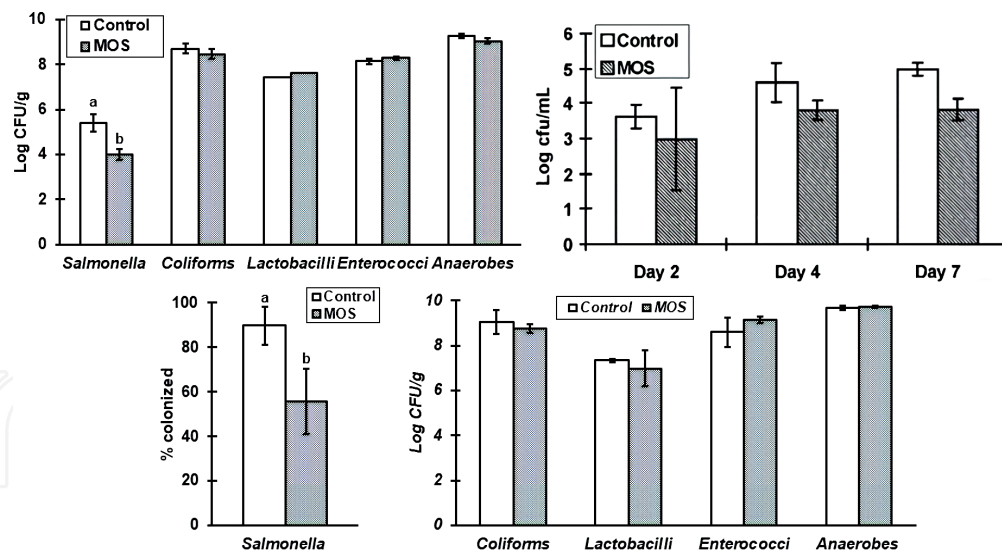 Control
MOS
Log CFU/g
10
8
6
4
2
0
a
b
Salmonella Coliforms Lactobacilli Enterococci Anaerobes
Control
MOS
Log cfu/mL
6
5
4
3
2
1
0
Day 2 Day 4 Day 7
Control
MOS
% colonized
100
80
60
40
20
0
a
b
Salmonella
Control MOS
Log CFU/g
10
8
6
4
2
0
Coliforms Lactobacilli Enterococci Anaerobes